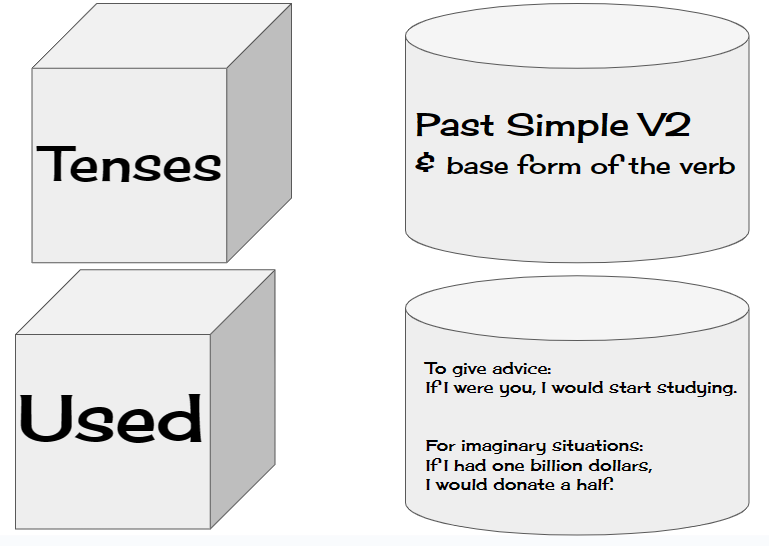 Tenses
Past Simple V2
& base form of the verb
Used
To give advice:
If I were you, I would start studying.
For imaginary situations:
If I had one billion dollars,
I would donate a half.